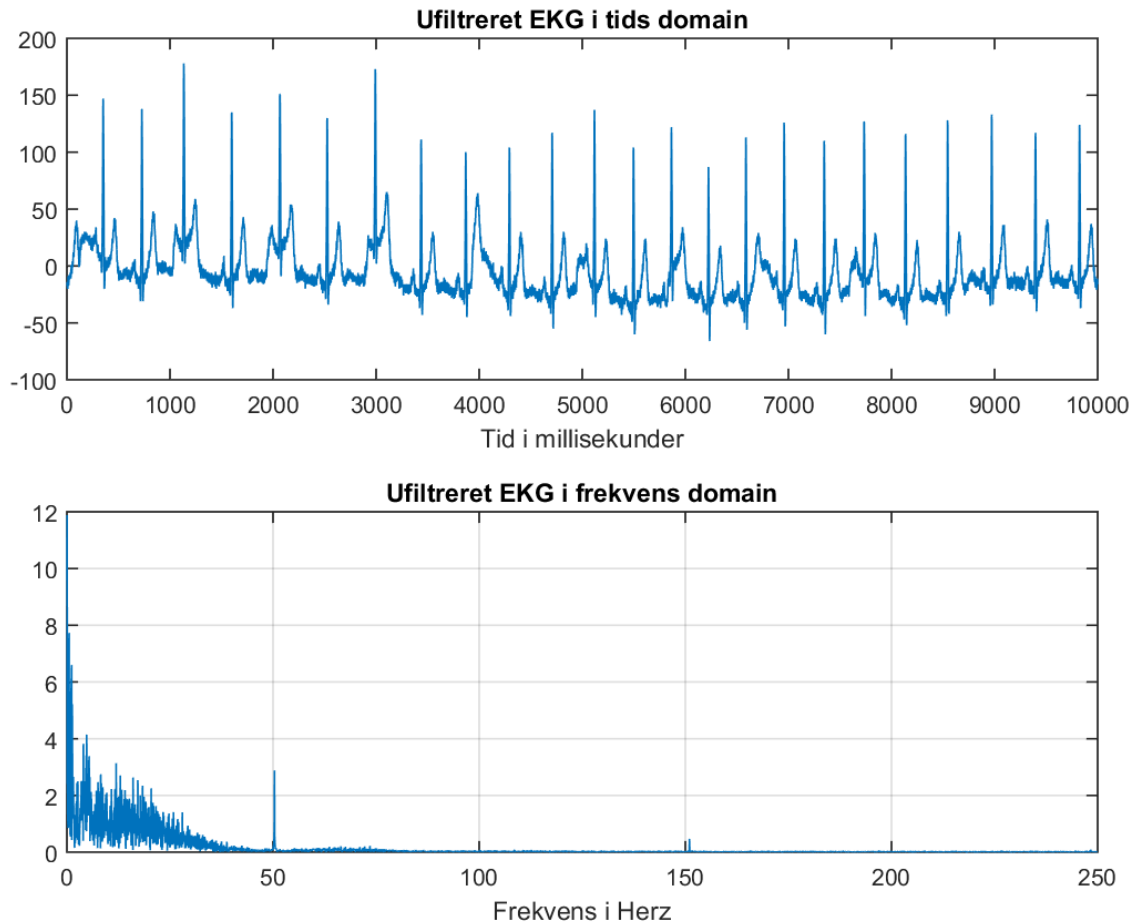 Ufiltreret EKG i tids domain
200
150
100
50
0
-50
-100
0 1000 2000 3000 4000 5000 6000 7000 8000 9000 10000
Tid i millisekunder
Ufiltreret EKG i frekvens domain
12
10
8
6
4
2
0
0 50 100 150 200 250
Frekvens i Herz